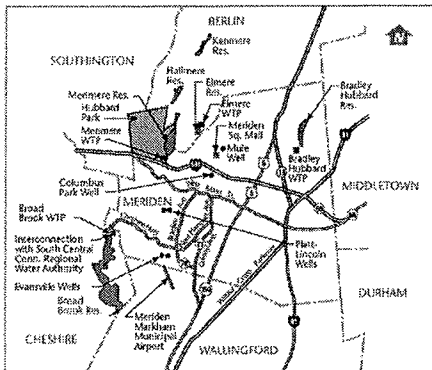 BERLIN
N
Kenmere
Res.
SOUTHINGTON
Hallmere
Res.
Elmere
Res.
Bradley
Hubbard
Res.
Merimere Res.
Hubbard
Park
Elmere
WTP
Meriden
Sq. Mall
Mule
Well
Merimere
WTP
Bradley
Hubbard
WTP
Columbus
Park Well
MIDDLETOWN
Broad
Brook WTP
MERIDEN
Interconnection
with South Central
Conn. Regional
Water Authority
Platt-
Lincoln
Wells
Evansville Wells
Broad
Brook Res.
DURHAM
Meriden
Markham
Municipal
Airport
CHESHIRE
WALLINGFORD